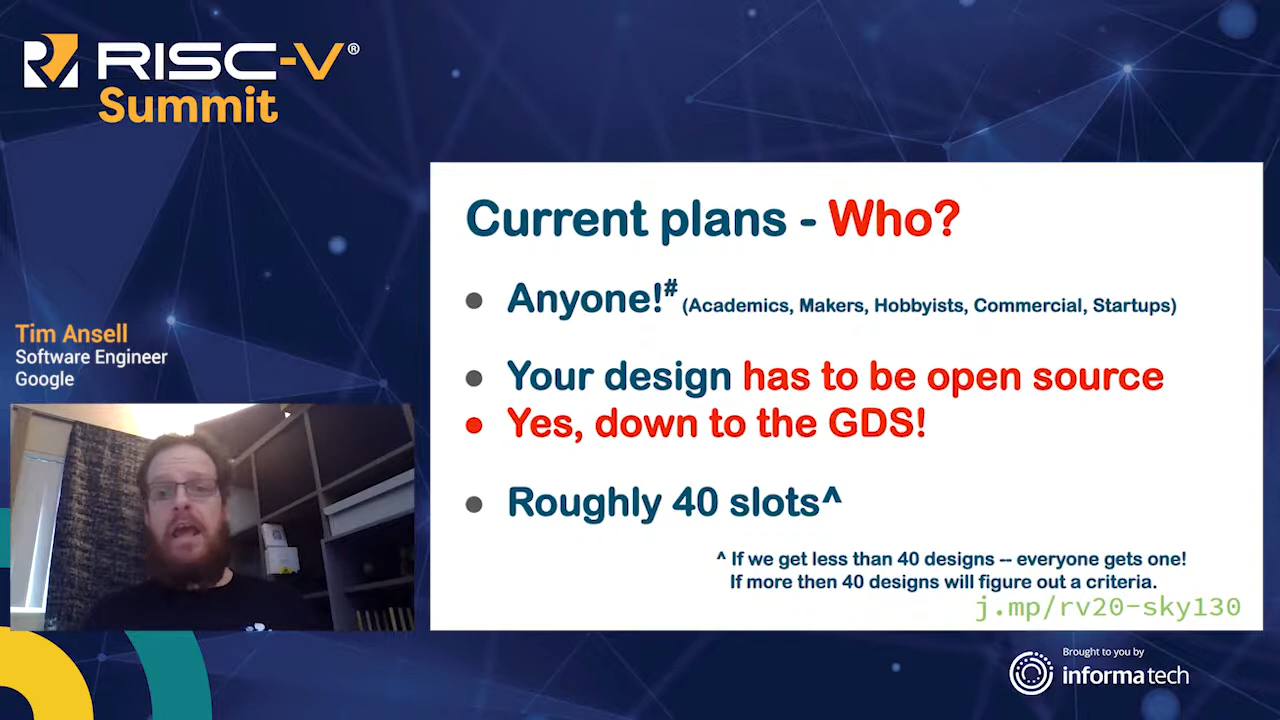 RISC-V®
Summit
Tim Ansell
Software Engineer
Google
Current plans - Who?
Anyone!# (Academics, Makers, Hobbyists, Commercial, Startups)
Your design has to be open source
Yes, down to the GDS!
Roughly 40 slots^
^ If we get less than 40 designs -- everyone gets one!
If more then 40 designs will figure out a criteria.
j.mp/rv20-sky130
Brought to you by
informa tech